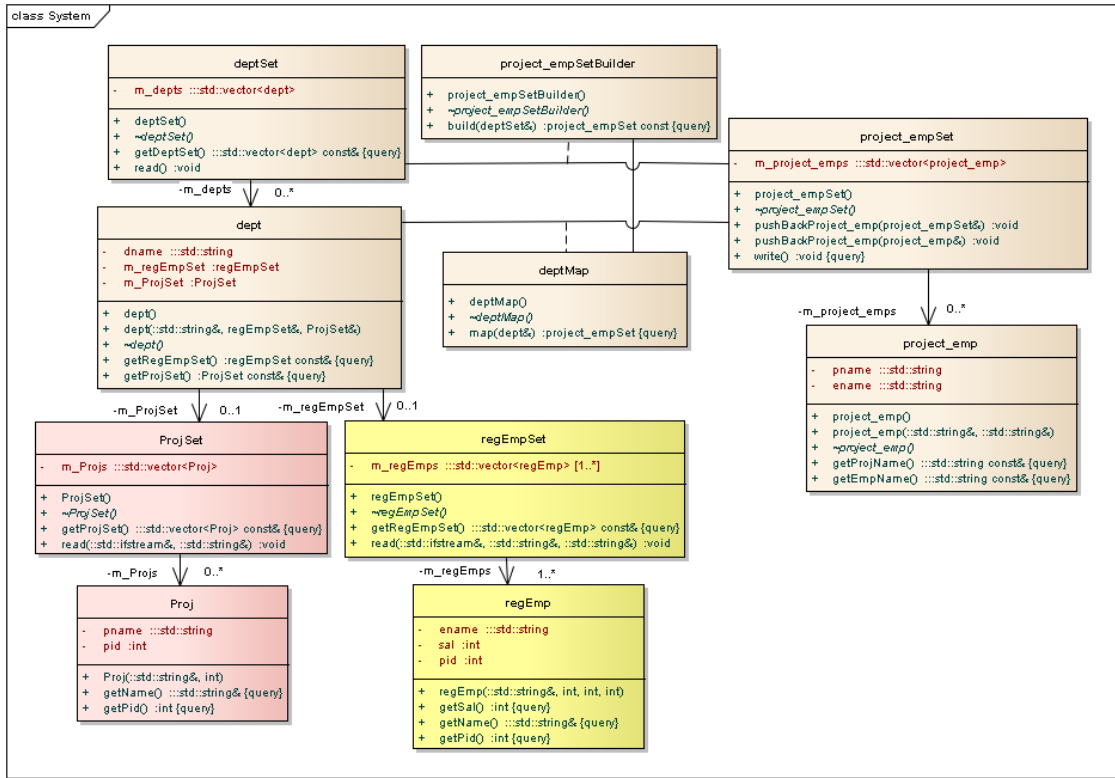 class System
deptSet
- m_depts :::std::vector<dept>
+ deptSet()
+ ~deptSet()
+ getDeptSet() :::std::vector<dept> const& {query}
+ read() :void
project_empSetBuilder
+ project_empSetBuilder()
+ ~project_empSetBuilder()
+ build(deptSet&) :project_empSet const {query}
project_empSet
- m_project_emps :::std::vector<project_emp>
+ project_empSet()
+ ~project_empSet()
+ pushBackProject_emp(project_empSet&) :void
+ pushBackProject_emp(project_emp&) :void
+ write() :void {query}
-m_depts 0..*
dept
- dname :::std::string
- m_regEmpSet :regEmpSet
- m_ProjSet :ProjSet
+ dept()
+ dept(::std::string&, regEmpSet&, ProjSet&)
+ ~dept()
+ getRegEmpSet() :regEmpSet const& {query}
+ getProjSet() :ProjSet const& {query}
deptMap
+ deptMap()
+ ~deptMap()
+ map(dept&) :project_empSet {query}
-m_project_emps 0..*
project_emp
- pname :::std::string
- ename :::std::string
+ project_emp()
+ project_emp(::std::string&, ::std::string&)
+ ~project_emp()
+ getProjName() :::std::string const& {query}
+ getEmpName() :::std::string const& {query}
-m_ProjSet 0..1
-m_regEmpSet 0..1
ProjSet
- m_Projs :::std::vector<Proj>
+ ProjSet()
+ ~ProjSet()
+ getProjSet() :::std::vector<Proj> const& {query}
+ read(::std::ifstream&, ::std::string&) :void
regEmpSet
- m_regEmps :::std::vector<regEmp> [1..*]
+ regEmpSet()
+ ~regEmpSet()
+ getRegEmpSet() :::std::vector<regEmp> const& {query}
+ read(::std::ifstream&, ::std::string&, ::std::string&) :void
-m_Projs 0..*
-m_regEmps 1..*
Proj
- pname :::std::string
- pid :int
+ Proj(::std::string&, int)
+ getName() :::std::string& {query}
+ getPid() :int {query}
regEmp
- ename :::std::string
- sal :int
- pid :int
+ regEmp(::std::string&, int, int, int)
+ getSal() :int {query}
+ getName() :::std::string& {query}
+ getPid() :int {query}